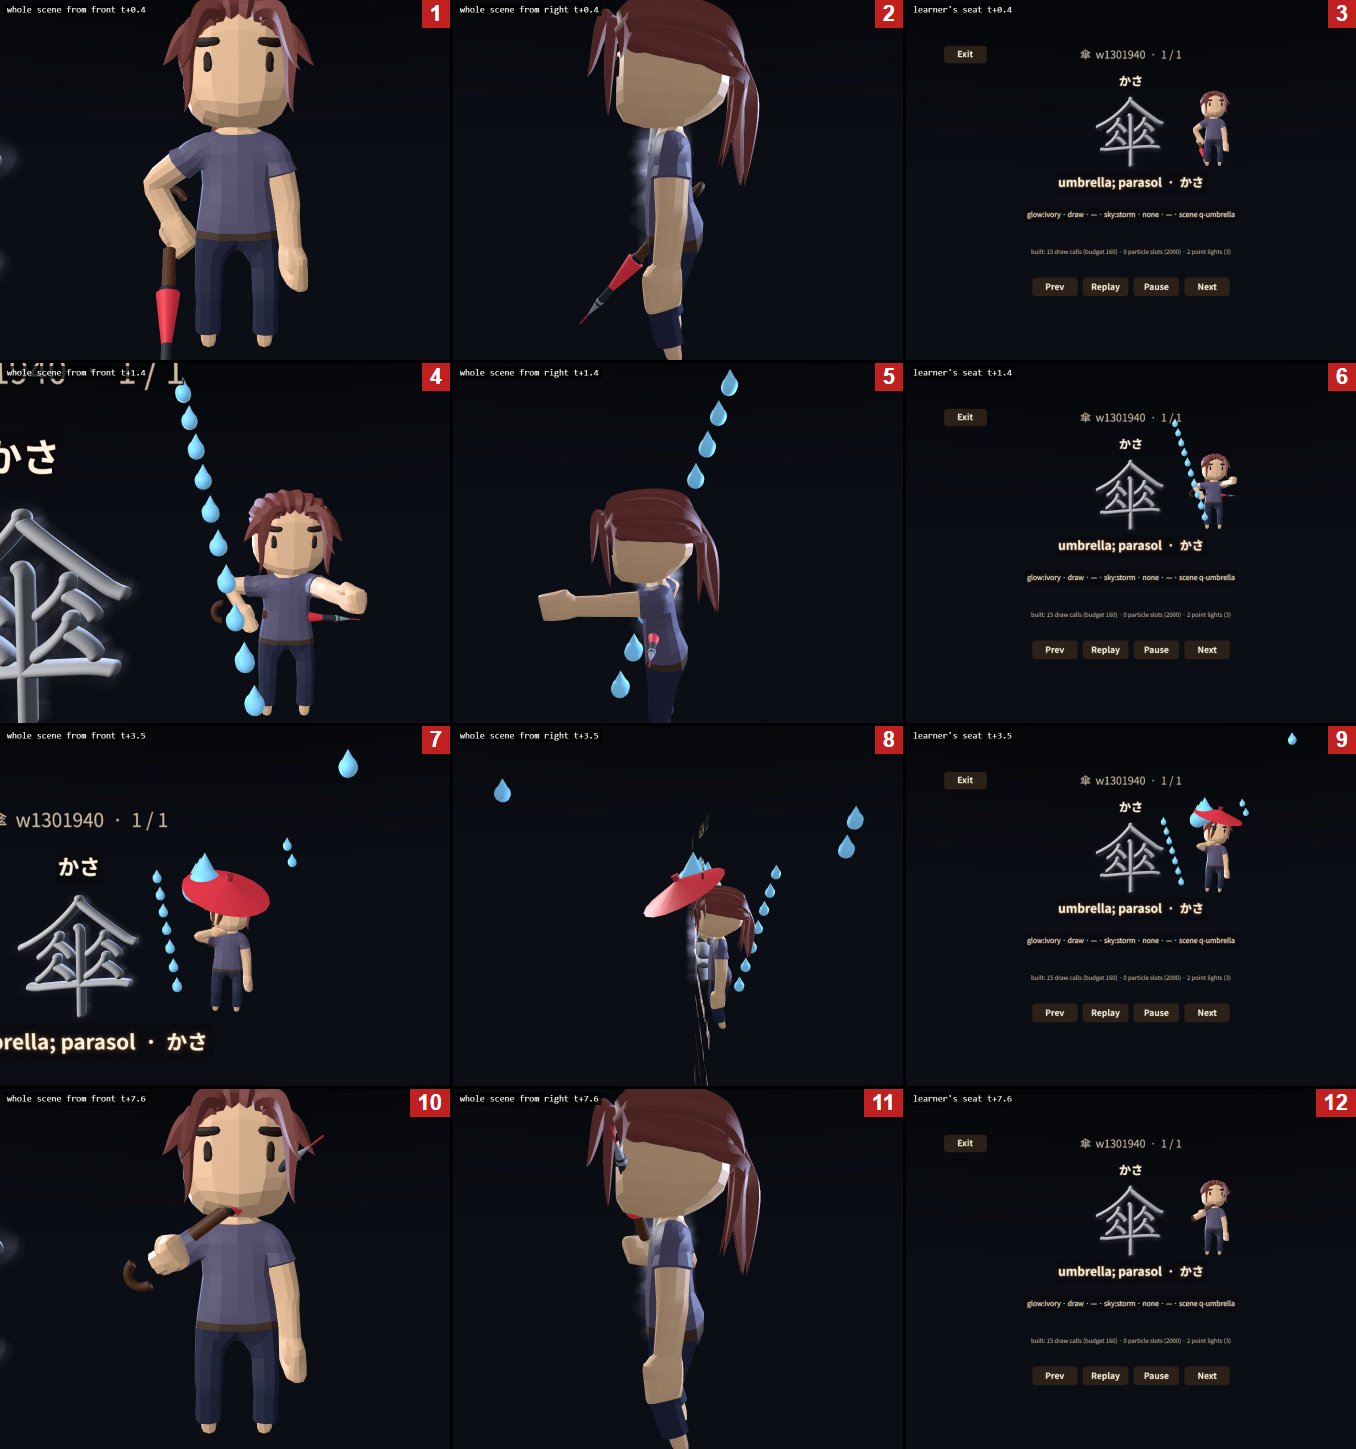 whole scene from front t+0.4
1
whole scene from right t+0.4
2
learner's seat t+0.4
3
Exit
傘 w1301940 · 1 / 1
かさ
傘
umbrella; parasol · かさ
glow:ivory · draw · — · sky:storm · none · — · scene q-umbrella
built: 15 draw calls (budget 160) · 0 particle slots (2000) · 2 point lights (3)
Prev
Replay
Pause
Next
whole scene from front t+1.4
4
1 / 1
かさ
傘
whole scene from right t+1.4
5
learner's seat t+1.4
6
Exit
傘 w1301940 · 1 / 1
かさ
傘
umbrella; parasol · かさ
glow:ivory · draw · — · sky:storm · none · — · scene q-umbrella
built: 15 draw calls (budget 160) · 0 particle slots (2000) · 2 point lights (3)
Prev
Replay
Pause
Next
whole scene from front t+3.5
7
傘 w1301940 · 1 / 1
かさ
傘
brella; parasol · かさ
whole scene from right t+3.5
8
learner's seat t+3.5
9
Exit
傘 w1301940 · 1 / 1
かさ
傘
umbrella; parasol · かさ
glow:ivory · draw · — · sky:storm · none · — · scene q-umbrella
built: 15 draw calls (budget 160) · 0 particle slots (2000) · 2 point lights (3)
Prev
Replay
Pause
Next
whole scene from front t+7.6
10
whole scene from right t+7.6
11
learner's seat t+7.6
12
Exit
傘 w1301940 · 1 / 1
かさ
傘
umbrella; parasol · かさ
glow:ivory · draw · — · sky:storm · none · — · scene q-umbrella
built: 15 draw calls (budget 160) · 0 particle slots (2000) · 2 point lights (3)
Prev
Replay
Pause
Next